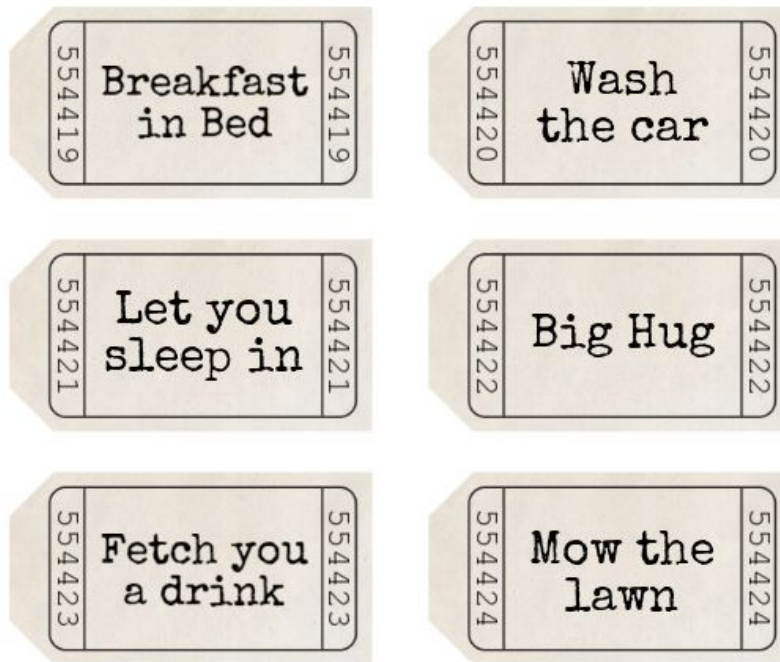 554419
Breakfast
in Bed
554419
554420
Wash
the car
554420
554421
Let you
sleep in
554421
554422
Big Hug
554422
554423
Fetch you
a drink
554423
554424
Mow the
lawn
554424